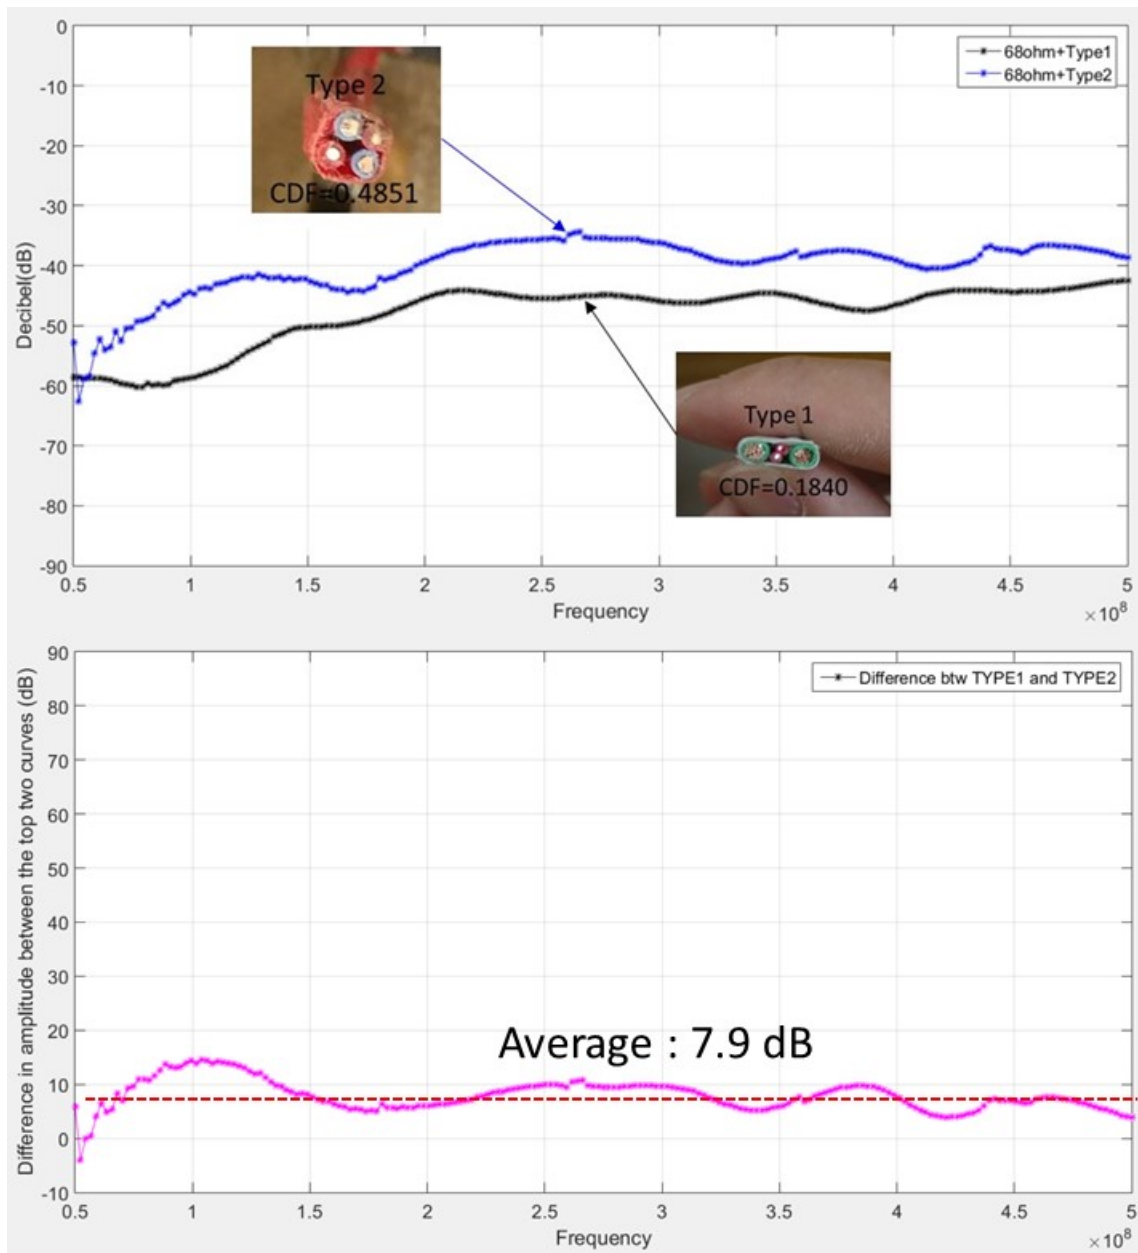 0
-10
-20
-30
-40
-50
-60
-70
-80
-90
Decibel(dB)
68ohm+Type1
68ohm+Type2
Type 2
CDF=0.4851
Type 1
CDF=0.1840
0.5 1 1.5 2 2.5 3 3.5 4 4.5 5
Frequency
×10⁸
90
80
70
60
50
40
30
20
10
0
-10
Difference in amplitude between the top two curves (dB)
Difference btw TYPE1 and TYPE2
Average : 7.9 dB
0.5 1 1.5 2 2.5 3 3.5 4 4.5 5
Frequency
×10⁸